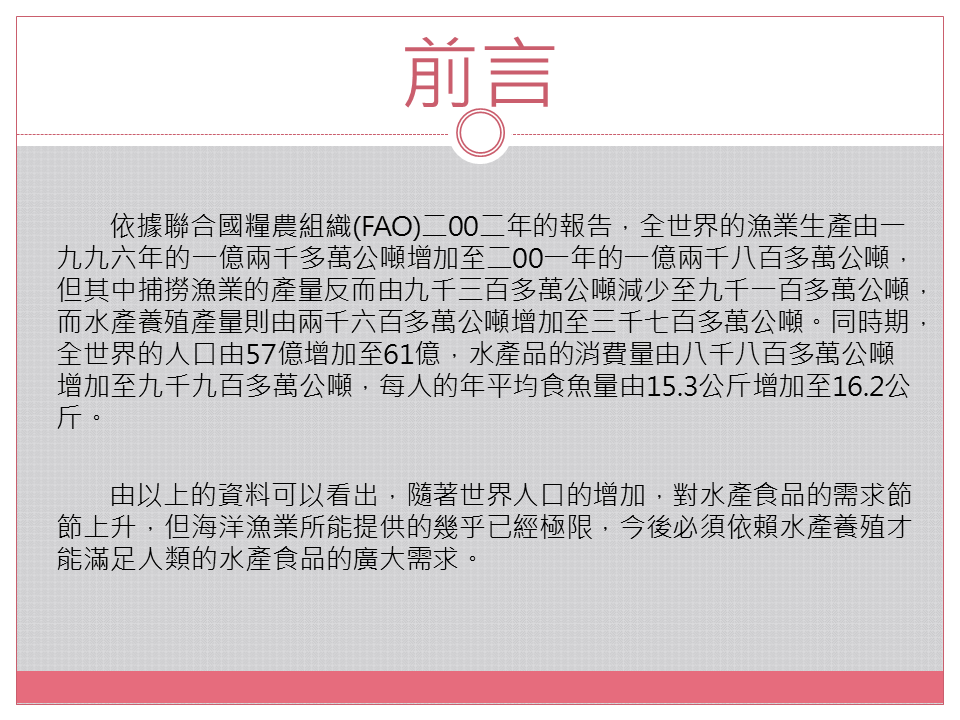 前言
依據聯合國糧農組織(FAO)二00二年的報告，全世界的漁業生產由一
九九六年的一億兩千多萬公噸增加至二00一年的一億兩千八百多萬公噸，
但其中捕撈漁業的產量反而由九千三百多萬公噸減少至九千一百多萬公噸，
而水產養殖產量則由兩千六百多萬公噸增加至三千七百多萬公噸。同時期，
全世界的人口由57億增加至61億，水產品的消費量由八千八百多萬公噸
增加至九千九百多萬公噸，每人的年平均食魚量由15.3公斤增加至16.2公
斤。
由以上的資料可以看出，隨著世界人口的增加，對水產食品的需求節
節上升，但海洋漁業所能提供的幾乎已經極限，今後必須依賴水產養殖才
能滿足人類的水產食品的廣大需求。